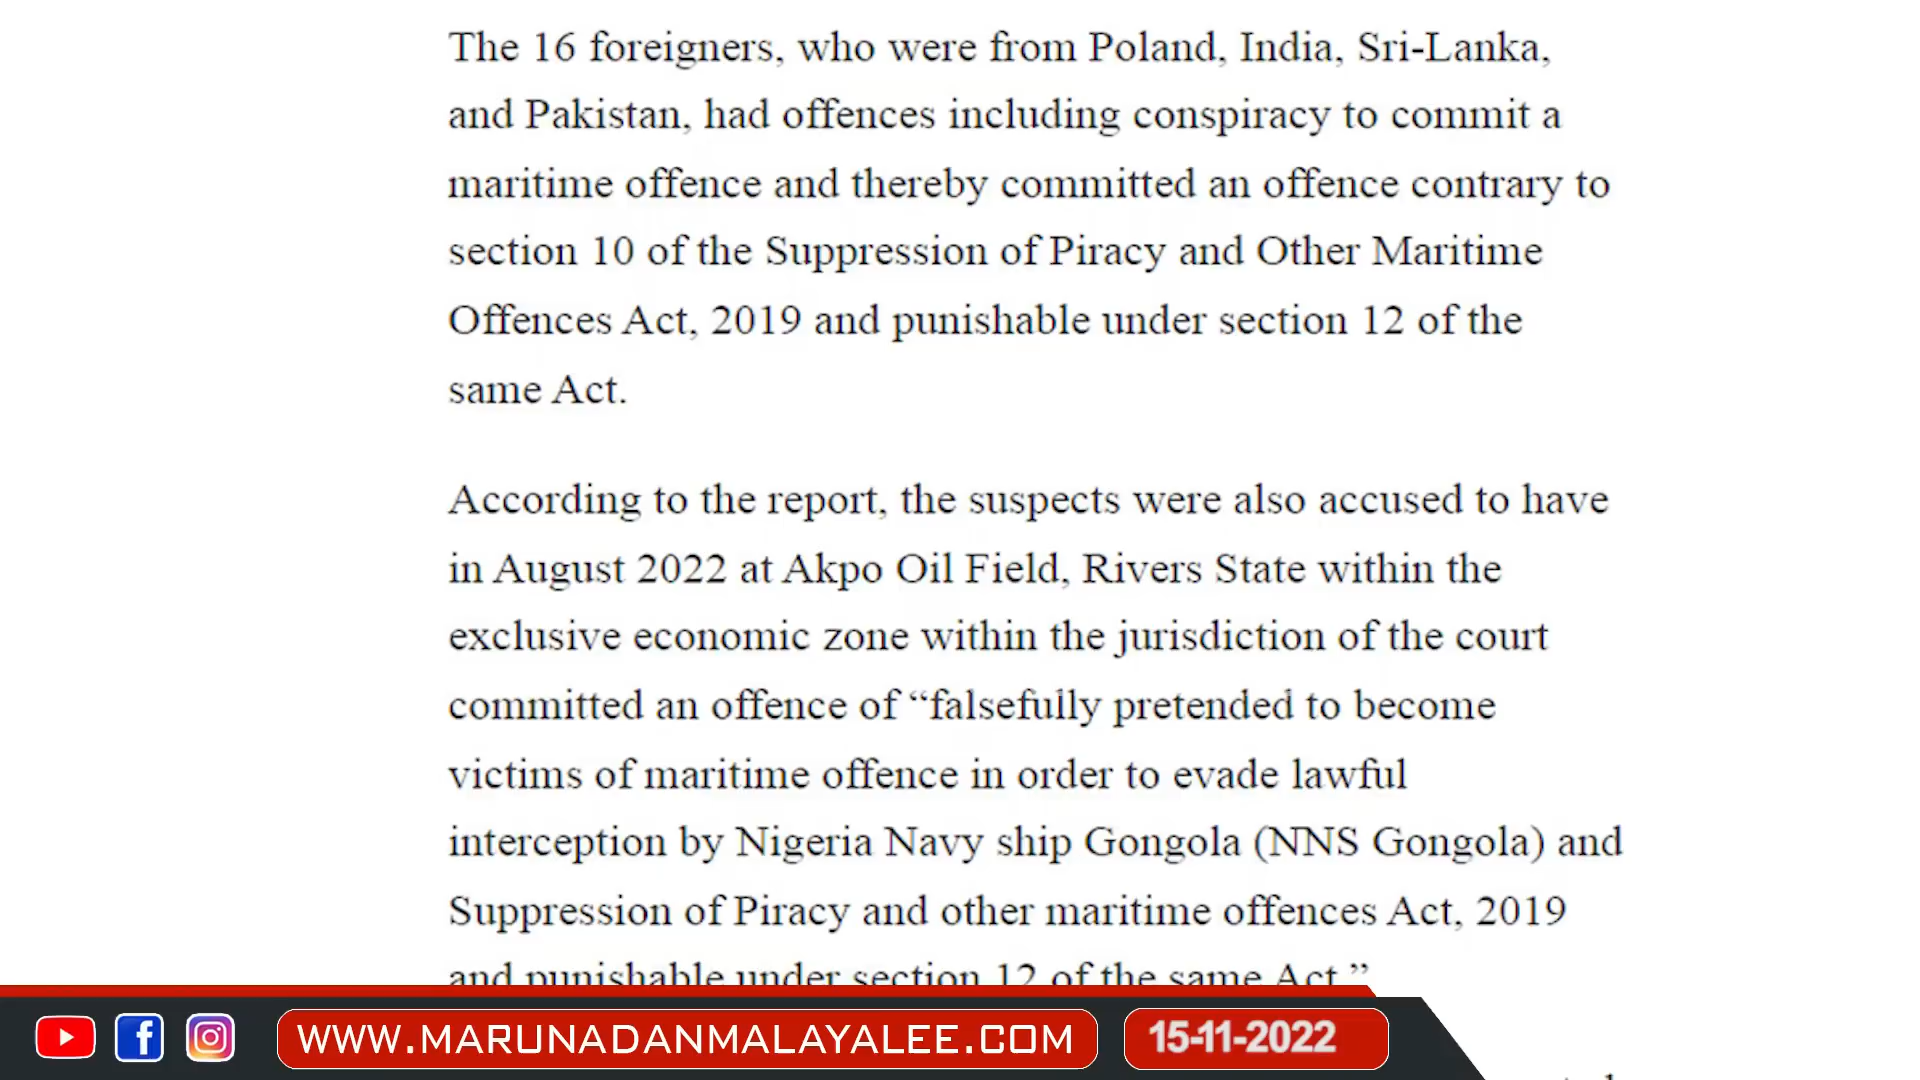 The 16 foreigners, who were from Poland, India, Sri-Lanka,
and Pakistan, had offences including conspiracy to commit a
maritime offence and thereby committed an offence contrary to
section 10 of the Suppression of Piracy and Other Maritime
Offences Act, 2019 and punishable under section 12 of the
same Act.
According to the report, the suspects were also accused to have
in August 2022 at Akpo Oil Field, Rivers State within the
exclusive economic zone within the jurisdiction of the court
committed an offence of “falsefully pretended to become
victims of maritime offence in order to evade lawful
interception by Nigeria Navy ship Gongola (NNS Gongola) and
Suppression of Piracy and other maritime offences Act, 2019
and punishable under section 12 of the same Act.”
WWW.MARUNADANMALAYALEE.COM
15-11-2022